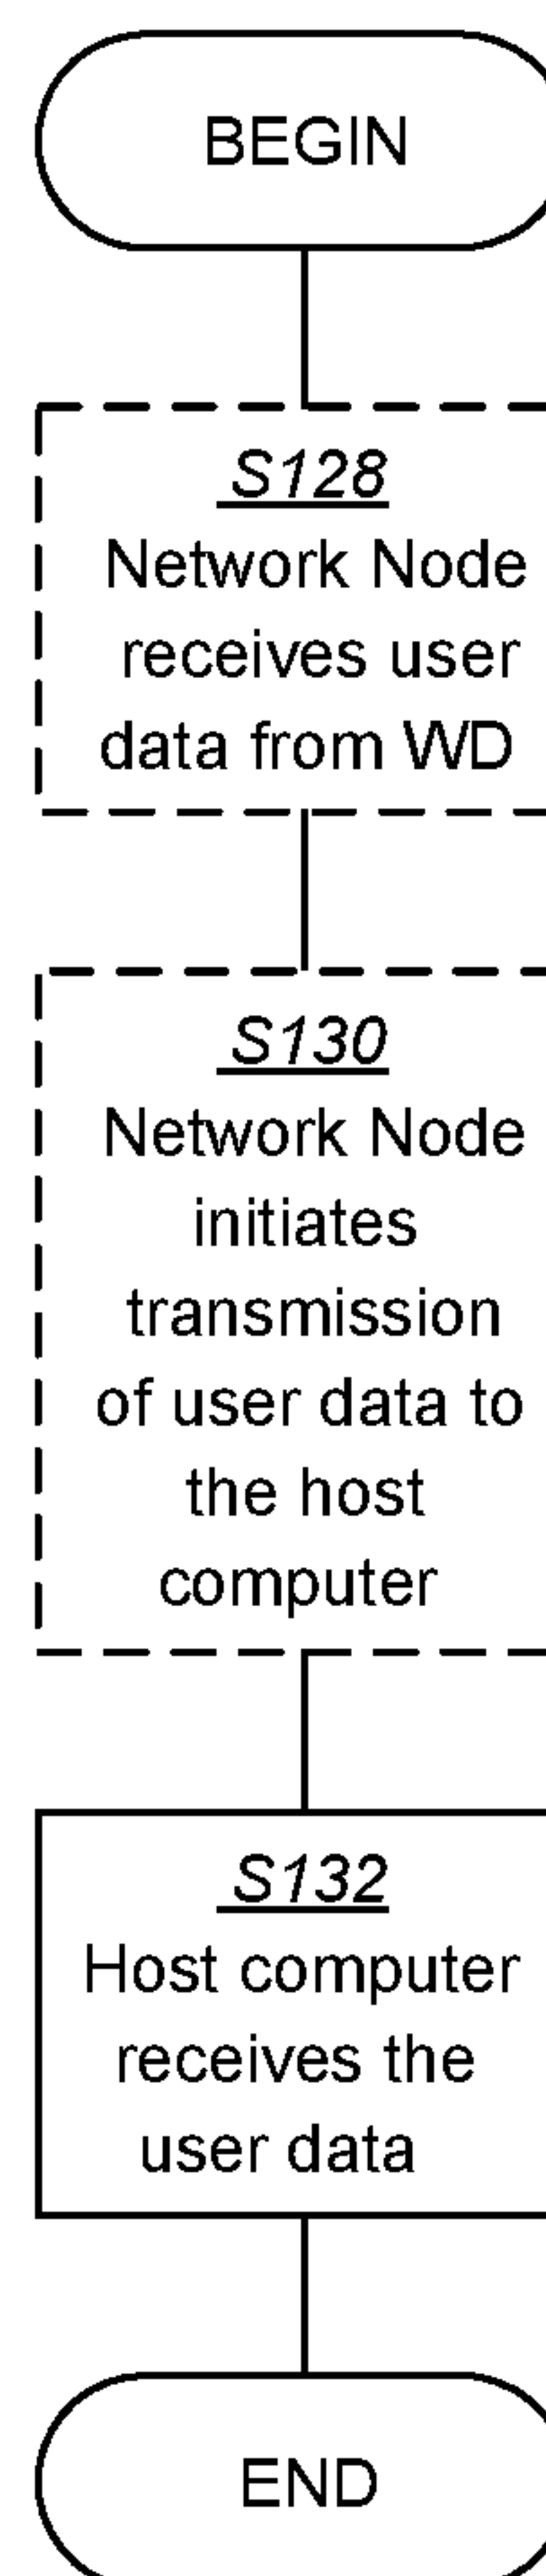 BEGIN
S128
Network Node
receives user
data from WD
S130
Network Node
initiates
transmission
of user data to
the host
computer
S132
Host computer
receives the
user data
END